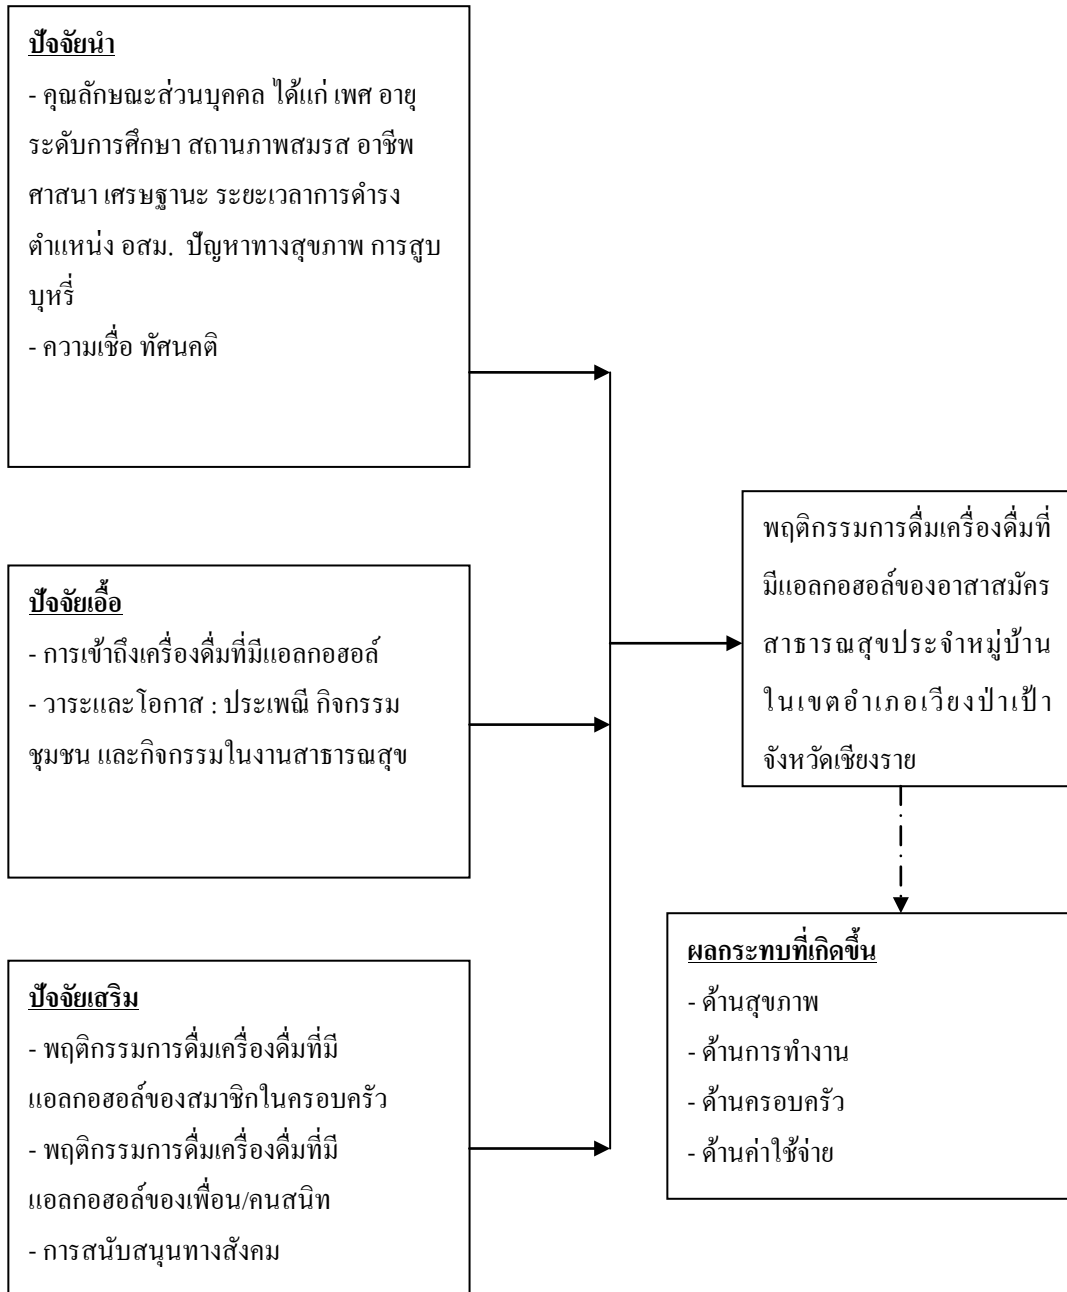 ปัจจัยนำ
- คุณลักษณะส่วนบุคคล ได้แก่ เพศ อายุ
ระดับการศึกษา สถานภาพสมรส อาชีพ
ศาสนา เศรษฐานะ ระยะเวลาการดำรง
ตำแหน่ง อสม. ปัญหาทางสุขภาพ การสูบ
บุหรี่
- ความเชื่อ ทัศนคติ
ปัจจัยเอื้อ
- การเข้าถึงเครื่องดื่มที่มีแอลกอฮอล์
- วาระและโอกาส : ประเพณี กิจกรรม
ชุมชน และกิจกรรมในงานสาธารณสุข
ปัจจัยเสริม
- พฤติกรรมการดื่มเครื่องดื่มที่มี
แอลกอฮอล์ของสมาชิกในครอบครัว
- พฤติกรรมการดื่มเครื่องดื่มที่มี
แอลกอฮอล์ของเพื่อน/คนสนิท
- การสนับสนุนทางสังคม
พฤติกรรมการดื่มเครื่องดื่มที่
มีแอลกอฮอล์ของอาสาสมัคร
สาธารณสุขประจำหมู่บ้าน
ในเขตอำเภอเวียงป่าเป้า
จังหวัดเชียงราย
ผลกระทบที่เกิดขึ้น
- ด้านสุขภาพ
- ด้านการทำงาน
- ด้านครอบครัว
- ด้านค่าใช้จ่าย